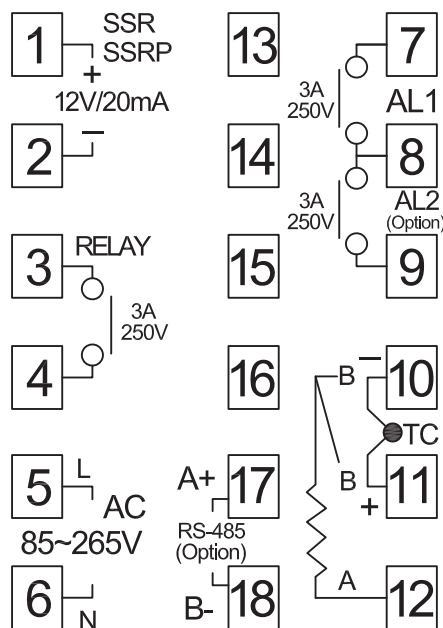 1
SSR
SSRP
+
12V/20mA
2
−
3
RELAY
3A
250V
4
5
L
AC
85~265V
6
N
13
14
15
16
17
A+
RS-485
(Option)
18
B-
7
3A
250V
AL1
8
3A
250V
AL2
(Option)
9
B
−
10
TC
B
+
11
A
12